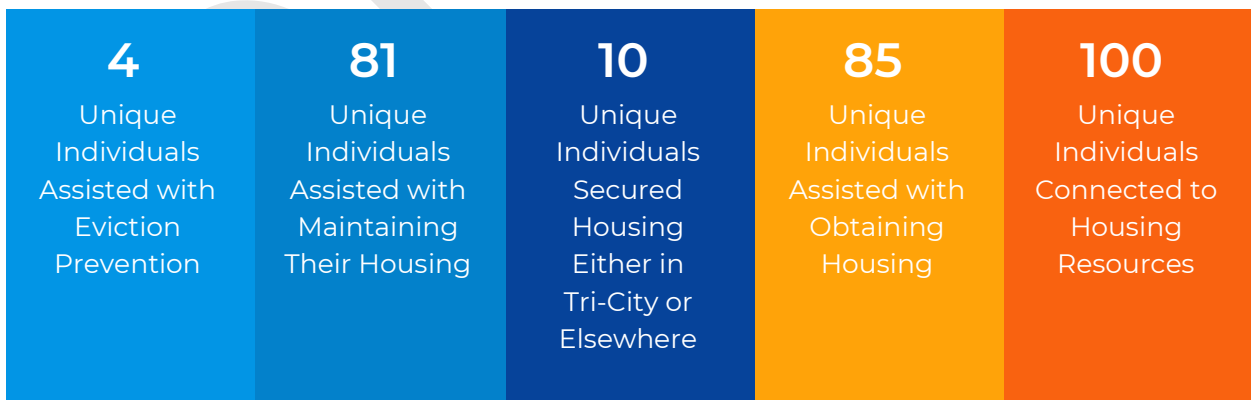 4
Unique
Individuals
Assisted with
Eviction
Prevention
81
Unique
Individuals
Assisted with
Maintaining
Their Housing
10
Unique
Individuals
Secured
Housing
Either in
Tri-City or
Elsewhere
85
Unique
Individuals
Assisted with
Obtaining
Housing
100
Unique
Individuals
Connected to
Housing
Resources